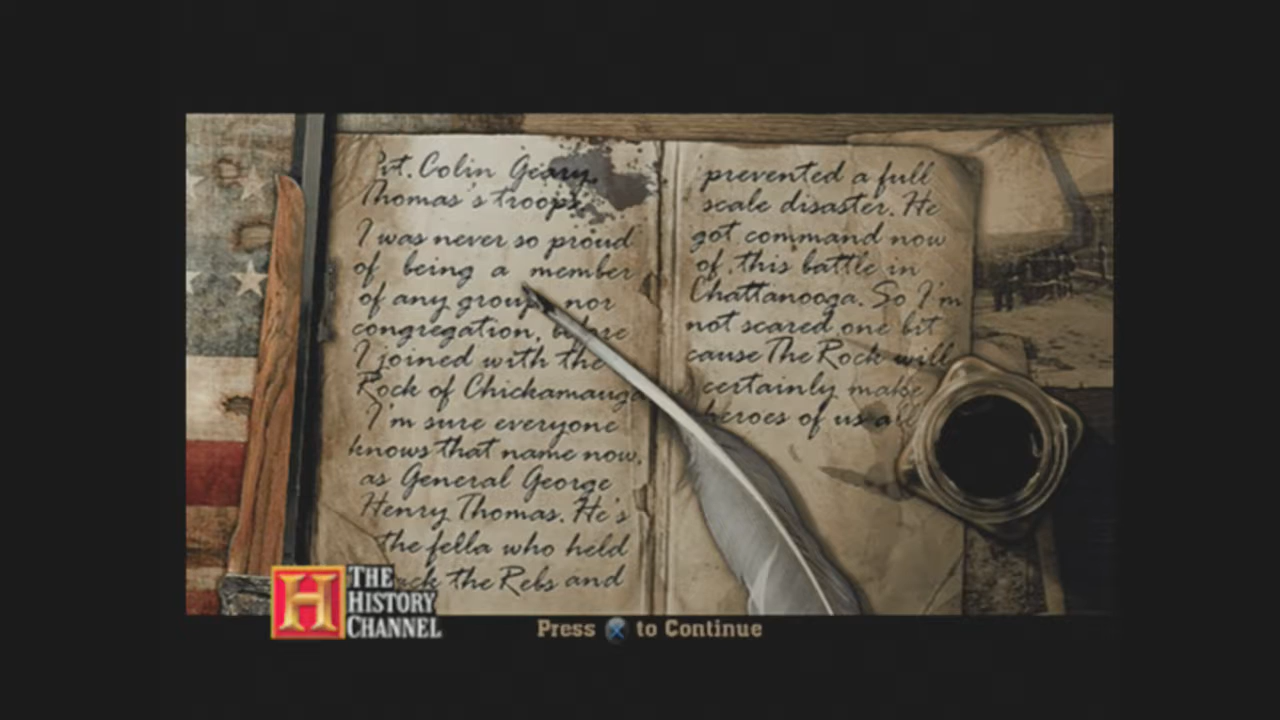 Pvt. Colin Geary,
Thomas's troops
I was never so proud
of being a member
of any group, nor
congregation, before
I joined with the
Rock of Chickamauga
I'm sure everyone
knows that name now,
as General George
Henry Thomas. He's
the fella who held
back the Rebs and
prevented a full
scale disaster. He
got command now
of this battle in
Chattanooga. So I'm
not scared one bit
cause The Rock will
certainly make
heroes of us all
H
THE
HISTORY
CHANNEL
Press X to Continue